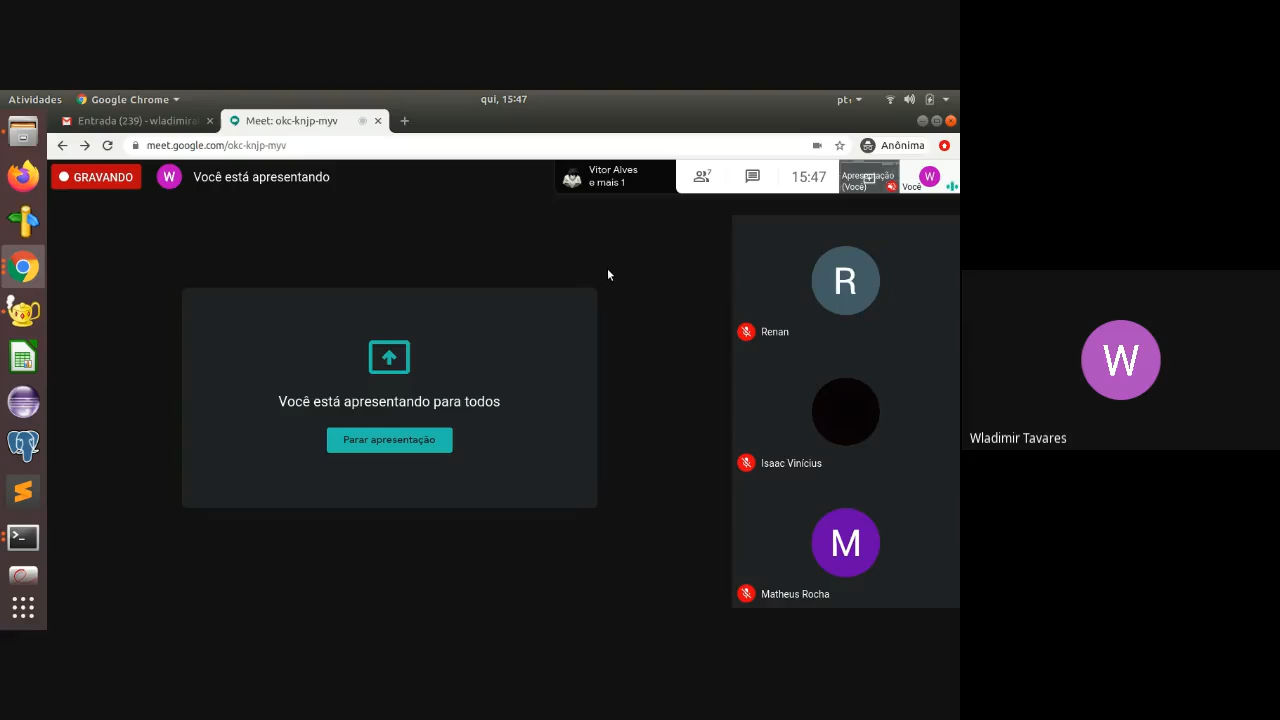 Atividades
Google Chrome
qui, 15:47
Entrada (239) - wladimira
Meet: okc-knjp-myv
meet.google.com/okc-knjp-myv
Anônima
GRAVANDO
W
Você está apresentando
Vitor Alves
e mais 1
7
15:47
(Você)
Você
W
R
Renan
Você está apresentando para todos
Parar apresentação
Isaac Vinícius
M
Matheus Rocha
W
Wladimir Tavares